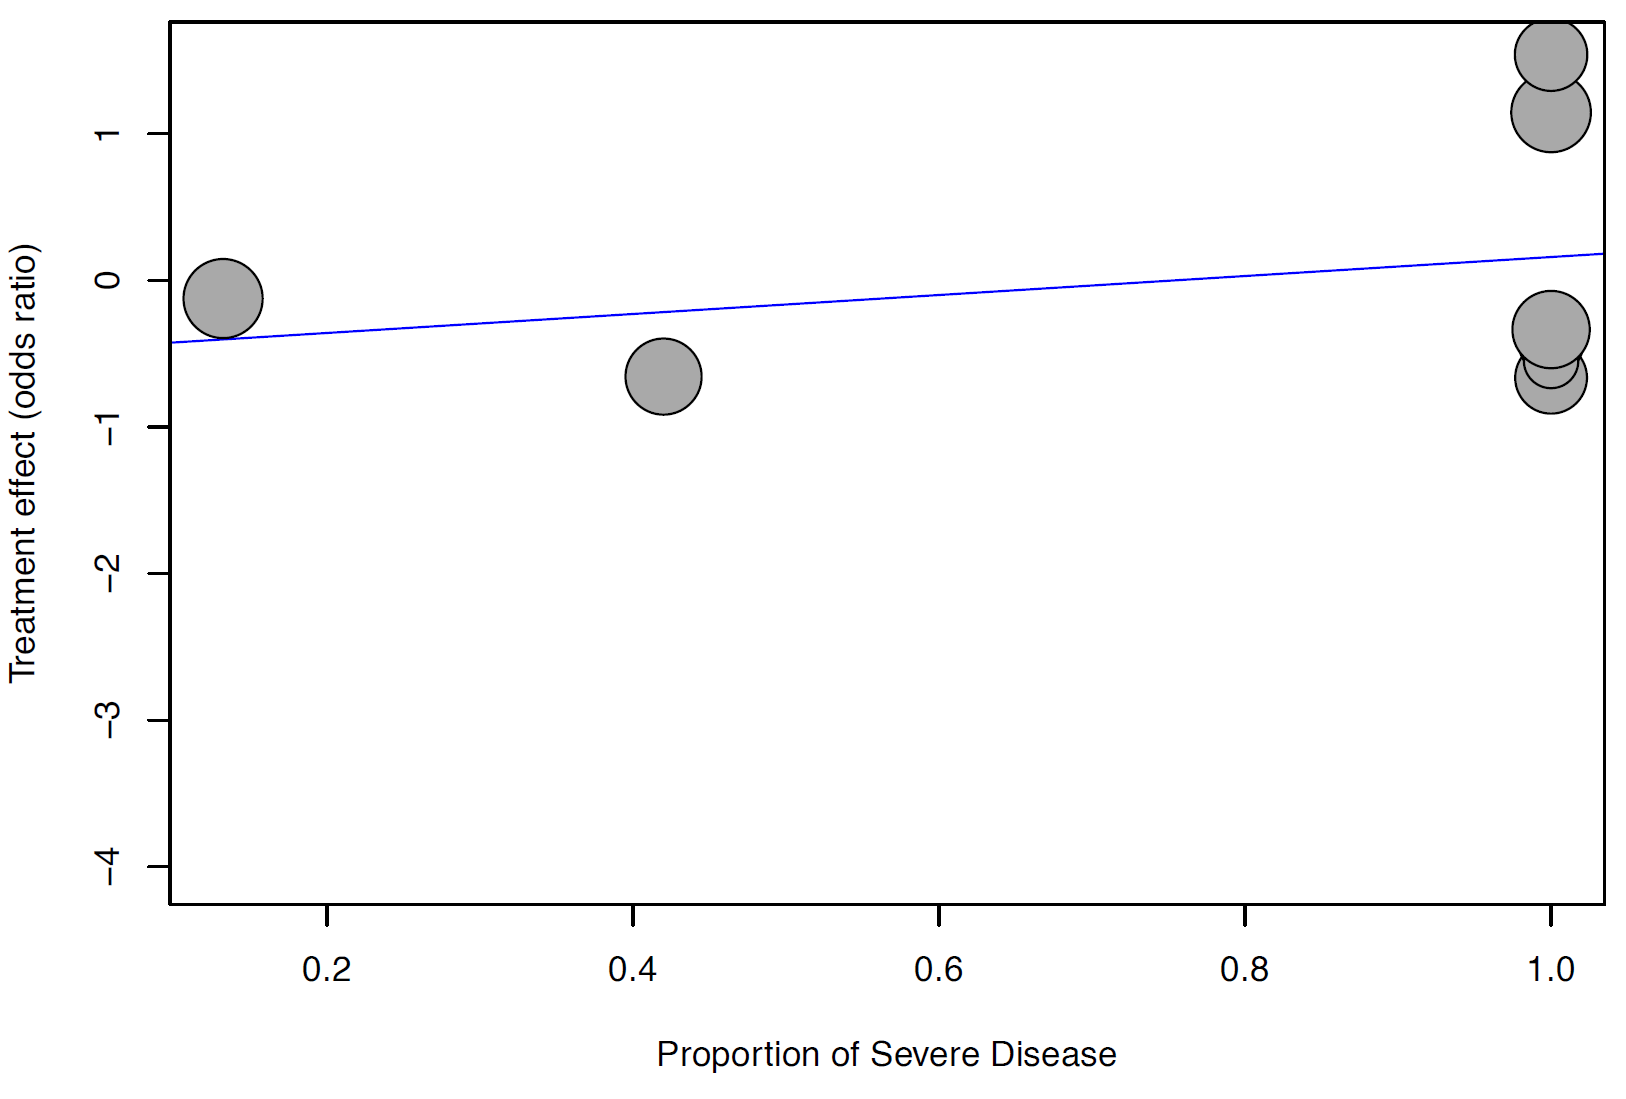 Treatment effect (odds ratio)
1
0
−1
−2
−3
−4
0.2 0.4 0.6 0.8 1.0
Proportion of Severe Disease